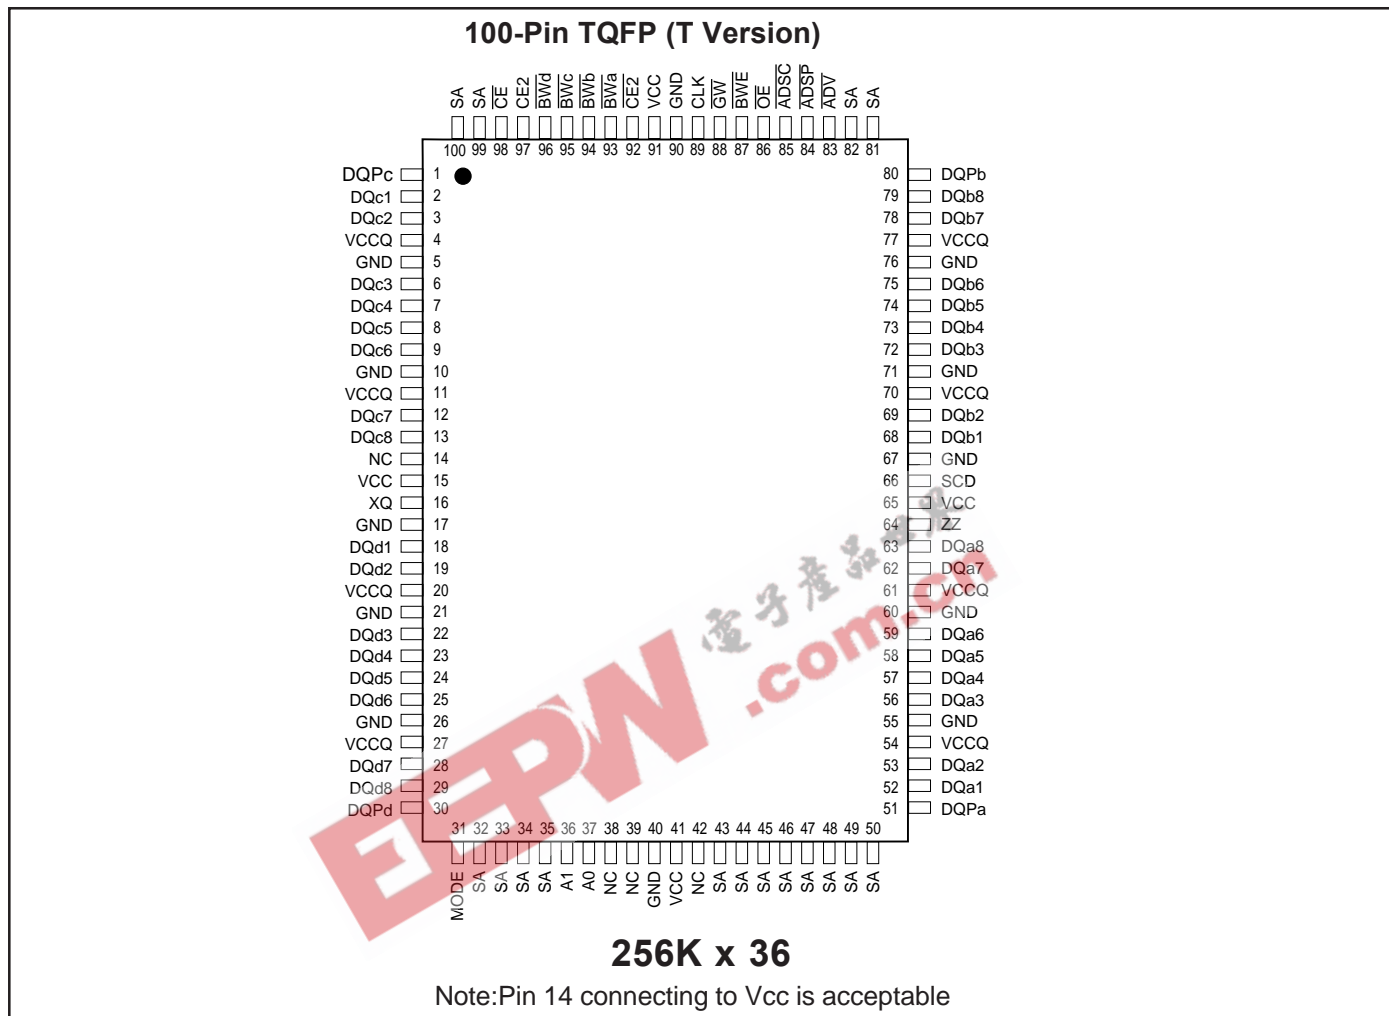 100-Pin TQFP (T Version)
SA SA CE CE2 BWd BWc BWb BWa CE2 VCC GND CLK GW BWE OE ADSC ADSP ADV SA SA
100 99 98 97 96 95 94 93 92 91 90 89 88 87 86 85 84 83 82 81
DQPc 1 80 DQPb
DQc1 2 79 DQb8
DQc2 3 78 DQb7
VCCQ 4 77 VCCQ
GND 5 76 GND
DQc3 6 75 DQb6
DQc4 7 74 DQb5
DQc5 8 73 DQb4
DQc6 9 72 DQb3
GND 10 71 GND
VCCQ 11 70 VCCQ
DQc7 12 69 DQb2
DQc8 13 68 DQb1
NC 14 67 GND
VCC 15 66 SCD
XQ 16 65 VCC
GND 17 64 ZZ
DQd1 18 63 DQa8
DQd2 19 62 DQa7
VCCQ 20 61 VCCQ
GND 21 60 GND
DQd3 22 59 DQa6
DQd4 23 58 DQa5
DQd5 24 57 DQa4
DQd6 25 56 DQa3
GND 26 55 GND
VCCQ 27 54 VCCQ
DQd7 28 53 DQa2
DQd8 29 52 DQa1
DQPd 30 51 DQPa
31 32 33 34 35 36 37 38 39 40 41 42 43 44 45 46 47 48 49 50
MODE SA SA SA SA A1 A0 NC NC GND VCC NC SA SA SA SA SA SA SA SA
EEPW
電子產品世界
.com.cn
256K x 36
Note:Pin 14 connecting to Vcc is acceptable